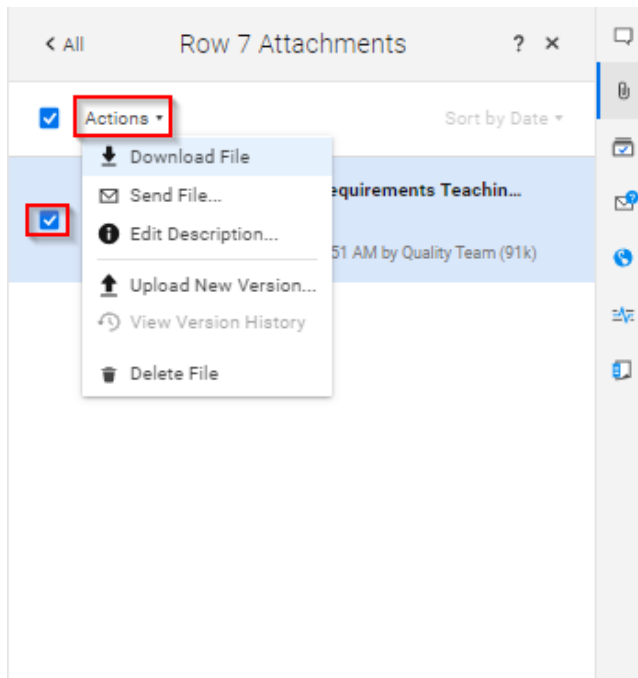 All
Row 7 Attachments
? ×
Actions
Sort by Date
Download File
Send File...
Edit Description...
Upload New Version...
View Version History
Delete File
Teachin...
51 AM by Quality Team (91k)